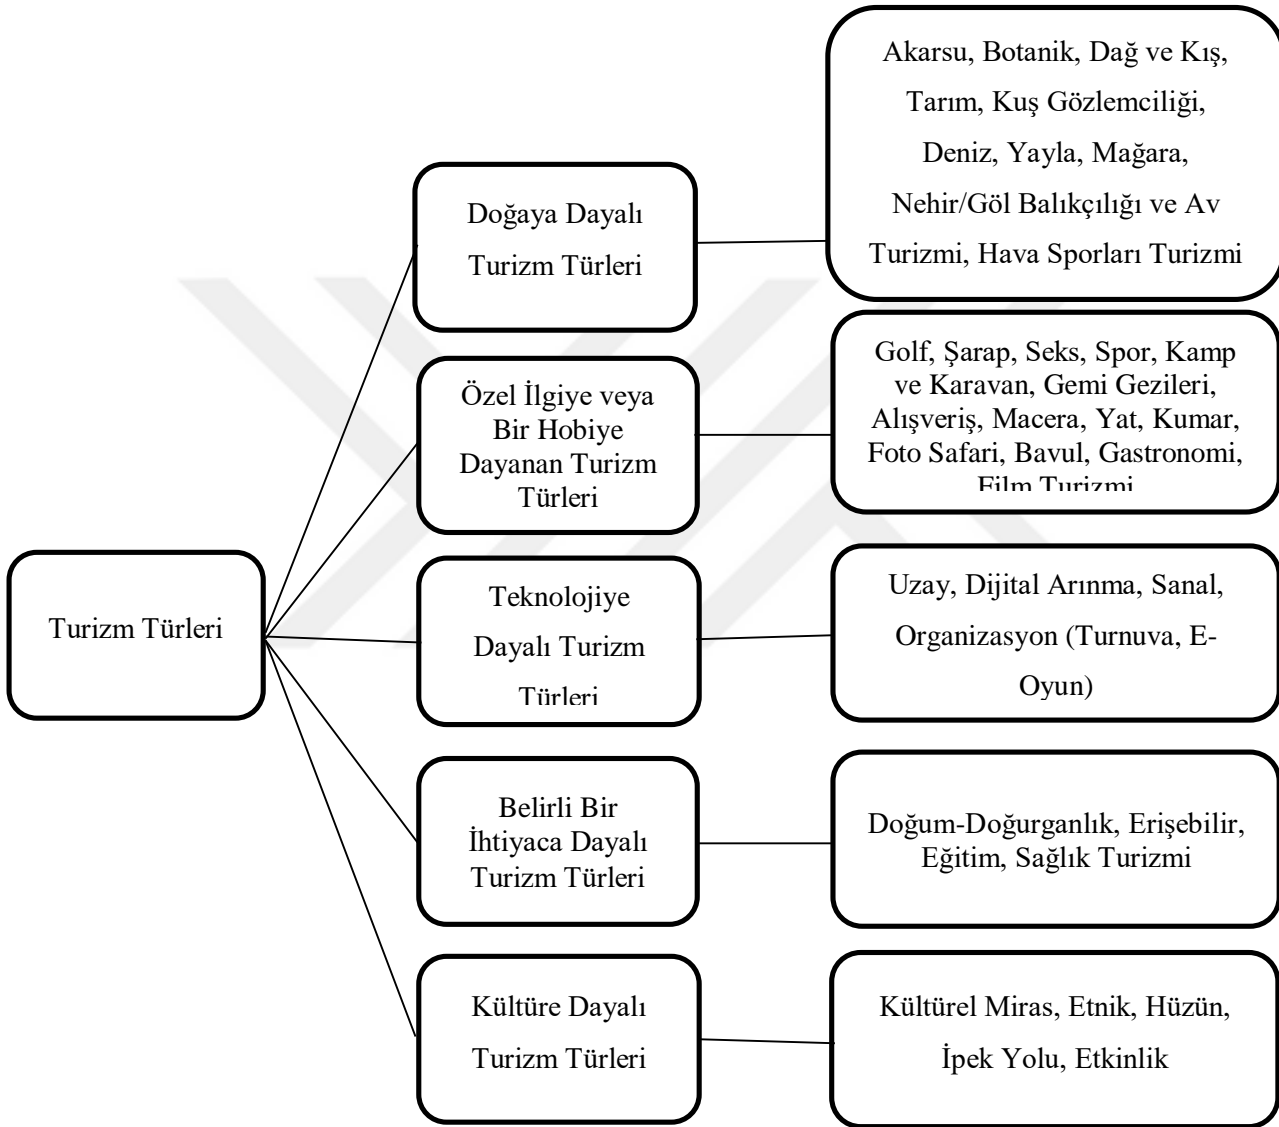 Turizm Türleri
Doğaya Dayalı
Turizm Türleri
Akarsu, Botanik, Dağ ve Kış,
Tarım, Kuş Gözlemciliği,
Deniz, Yayla, Mağara,
Nehir/Göl Balıkçılığı ve Av
Turizmi, Hava Sporları Turizmi
Özel İlgiye veya
Bir Hobiye
Dayanan Turizm
Türleri
Golf, Şarap, Seks, Spor, Kamp
ve Karavan, Gemi Gezileri,
Alışveriş, Macera, Yat, Kumar,
Foto Safari, Bavul, Gastronomi,
Film Turizmi
Teknolojiye
Dayalı Turizm
Türleri
Uzay, Dijital Arınma, Sanal,
Organizasyon (Turnuva, E-
Oyun)
Belirli Bir
İhtiyaca Dayalı
Turizm Türleri
Doğum-Doğurganlık, Erişebilir,
Eğitim, Sağlık Turizmi
Kültüre Dayalı
Turizm Türleri
Kültürel Miras, Etnik, Hüzün,
İpek Yolu, Etkinlik